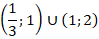 (1/3; 1) ∪ (1; 2)